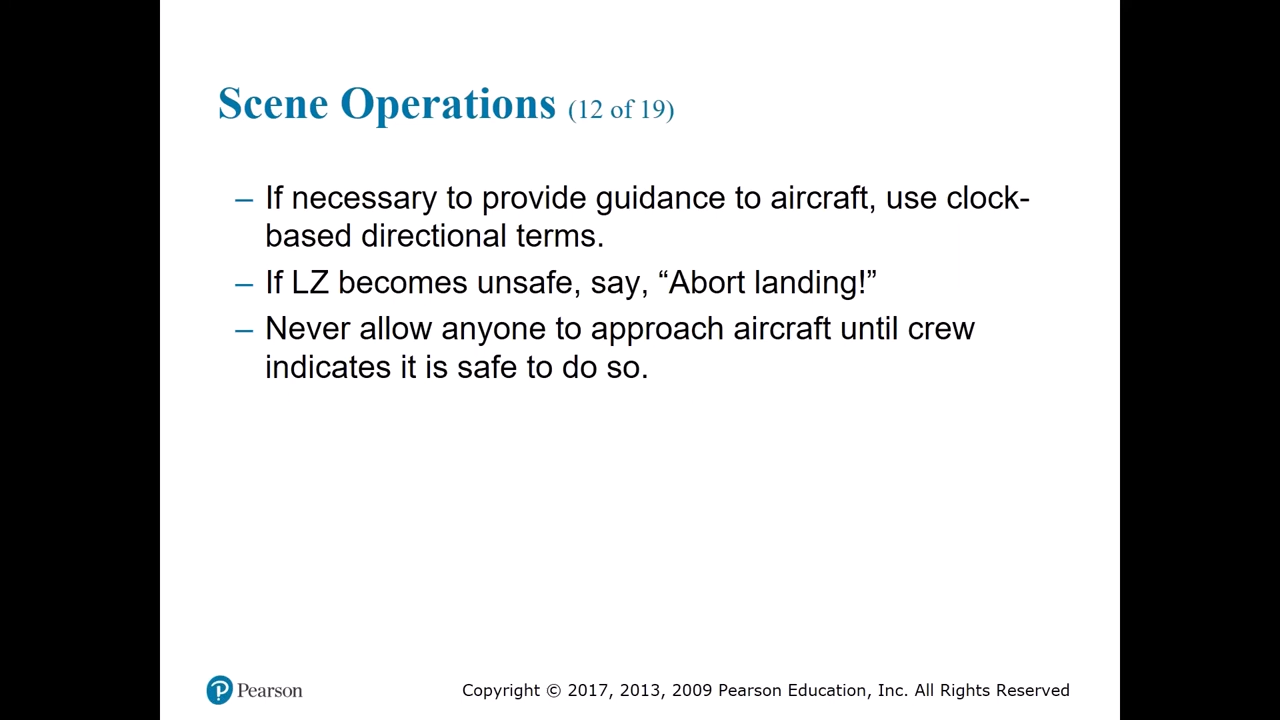 Scene Operations (12 of 19)
– If necessary to provide guidance to aircraft, use clock-
based directional terms.
– If LZ becomes unsafe, say, “Abort landing!”
– Never allow anyone to approach aircraft until crew
indicates it is safe to do so.
P Pearson
Copyright © 2017, 2013, 2009 Pearson Education, Inc. All Rights Reserved